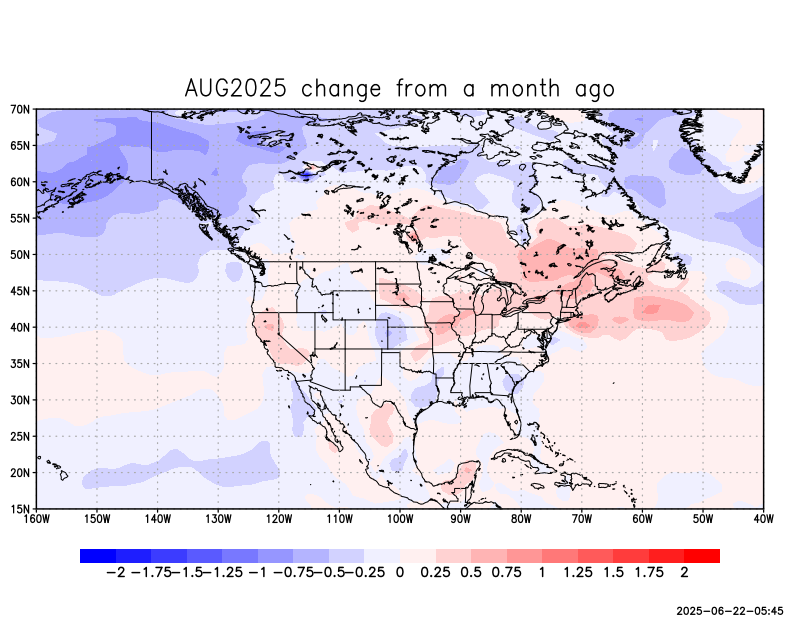 AUG2025 change from a month ago
70N
65N
60N
55N
50N
45N
40N
35N
30N
25N
20N
15N
160W 150W 140W 130W 120W 110W 100W 90W 80W 70W 60W 50W 40W
-2 -1.75 -1.5 -1.25 -1 -0.75 -0.5 -0.25 0 0.25 0.5 0.75 1 1.25 1.5 1.75 2
2025-06-22-05:45